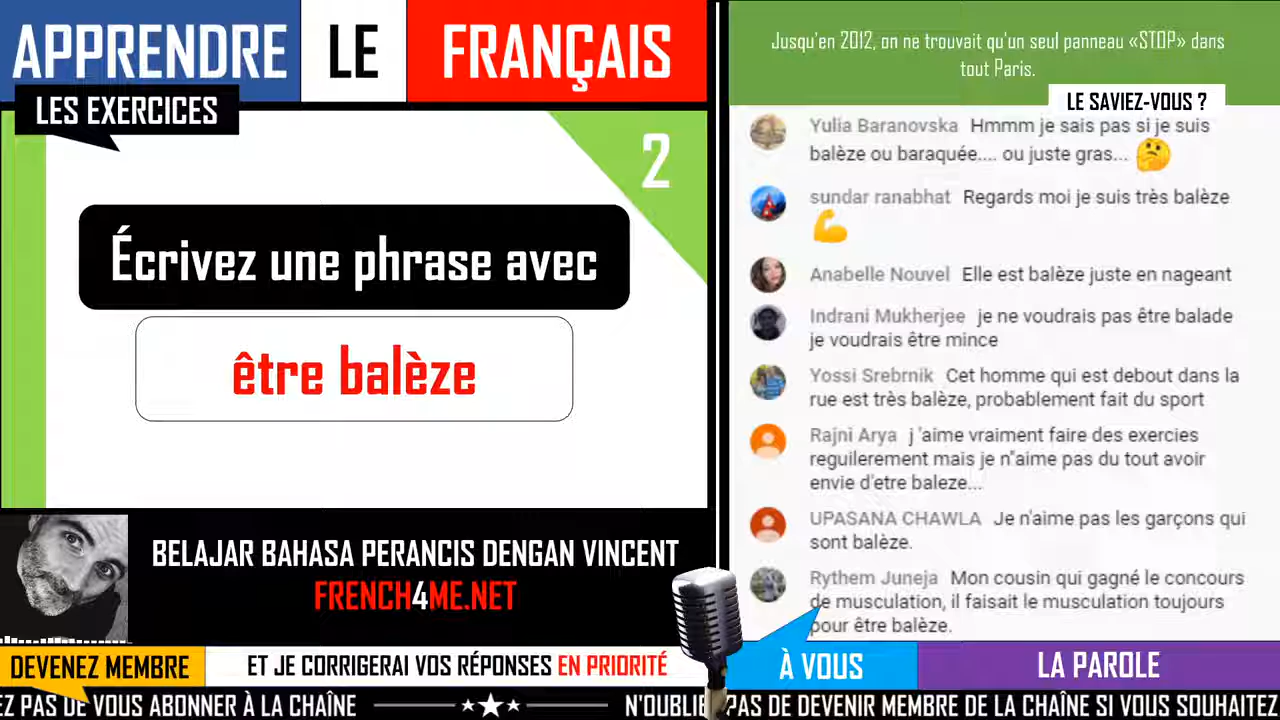 APPRENDRE LE FRANÇAIS
LES EXERCICES
2
Écrivez une phrase avec
être balèze
BELAJAR BAHASA PERANCIS DENGAN VINCENT
FRENCH4ME.NET
DEVENEZ MEMBRE
ET JE CORRIGERAI VOS RÉPONSES EN PRIORITÉ
Jusqu'en 2012, on ne trouvait qu'un seul panneau «STOP» dans
tout Paris.
LE SAVIEZ-VOUS ?
Yulia Baranovska Hmmm je sais pas si je suis
balèze ou baraquée.... ou juste gras... 🤔
sundar ranabhat Regards moi je suis très balèze
💪
Anabelle Nouvel Elle est balèze juste en nageant
Indrani Mukherjee je ne voudrais pas être balade
je voudrais être mince
Yossi Srebrnik Cet homme qui est debout dans la
rue est très balèze, probablement fait du sport
Rajni Arya j 'aime vraiment faire des exercies
reguilerement mais je n"aime pas du tout avoir
envie d'etre baleze...
UPASANA CHAWLA Je n'aime pas les garçons qui
sont balèze.
Rythem Juneja Mon cousin qui gagné le concours
de musculation, il faisait le musculation toujours
pour être balèze.
À VOUS
LA PAROLE
EZ PAS DE VOUS ABONNER À LA CHAÎNE
N'OUBLIE PAS DE DEVENIR MEMBRE DE LA CHAÎNE SI VOUS SOUHAITEZ